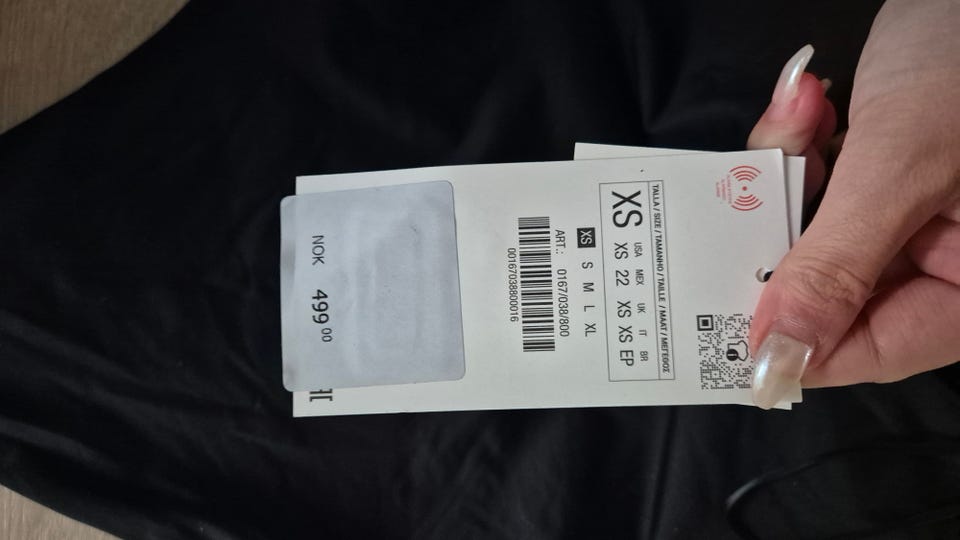 TALLA / SIZE / TAMANHO / TAILLE / MAAT / ΜΕΓΕΘΟΣ
USA MEX UK IT BR
XS XS 22 XS XS EP
XS S M L XL
ART.: 0167/038/800
00167038800016
NOK 499 00